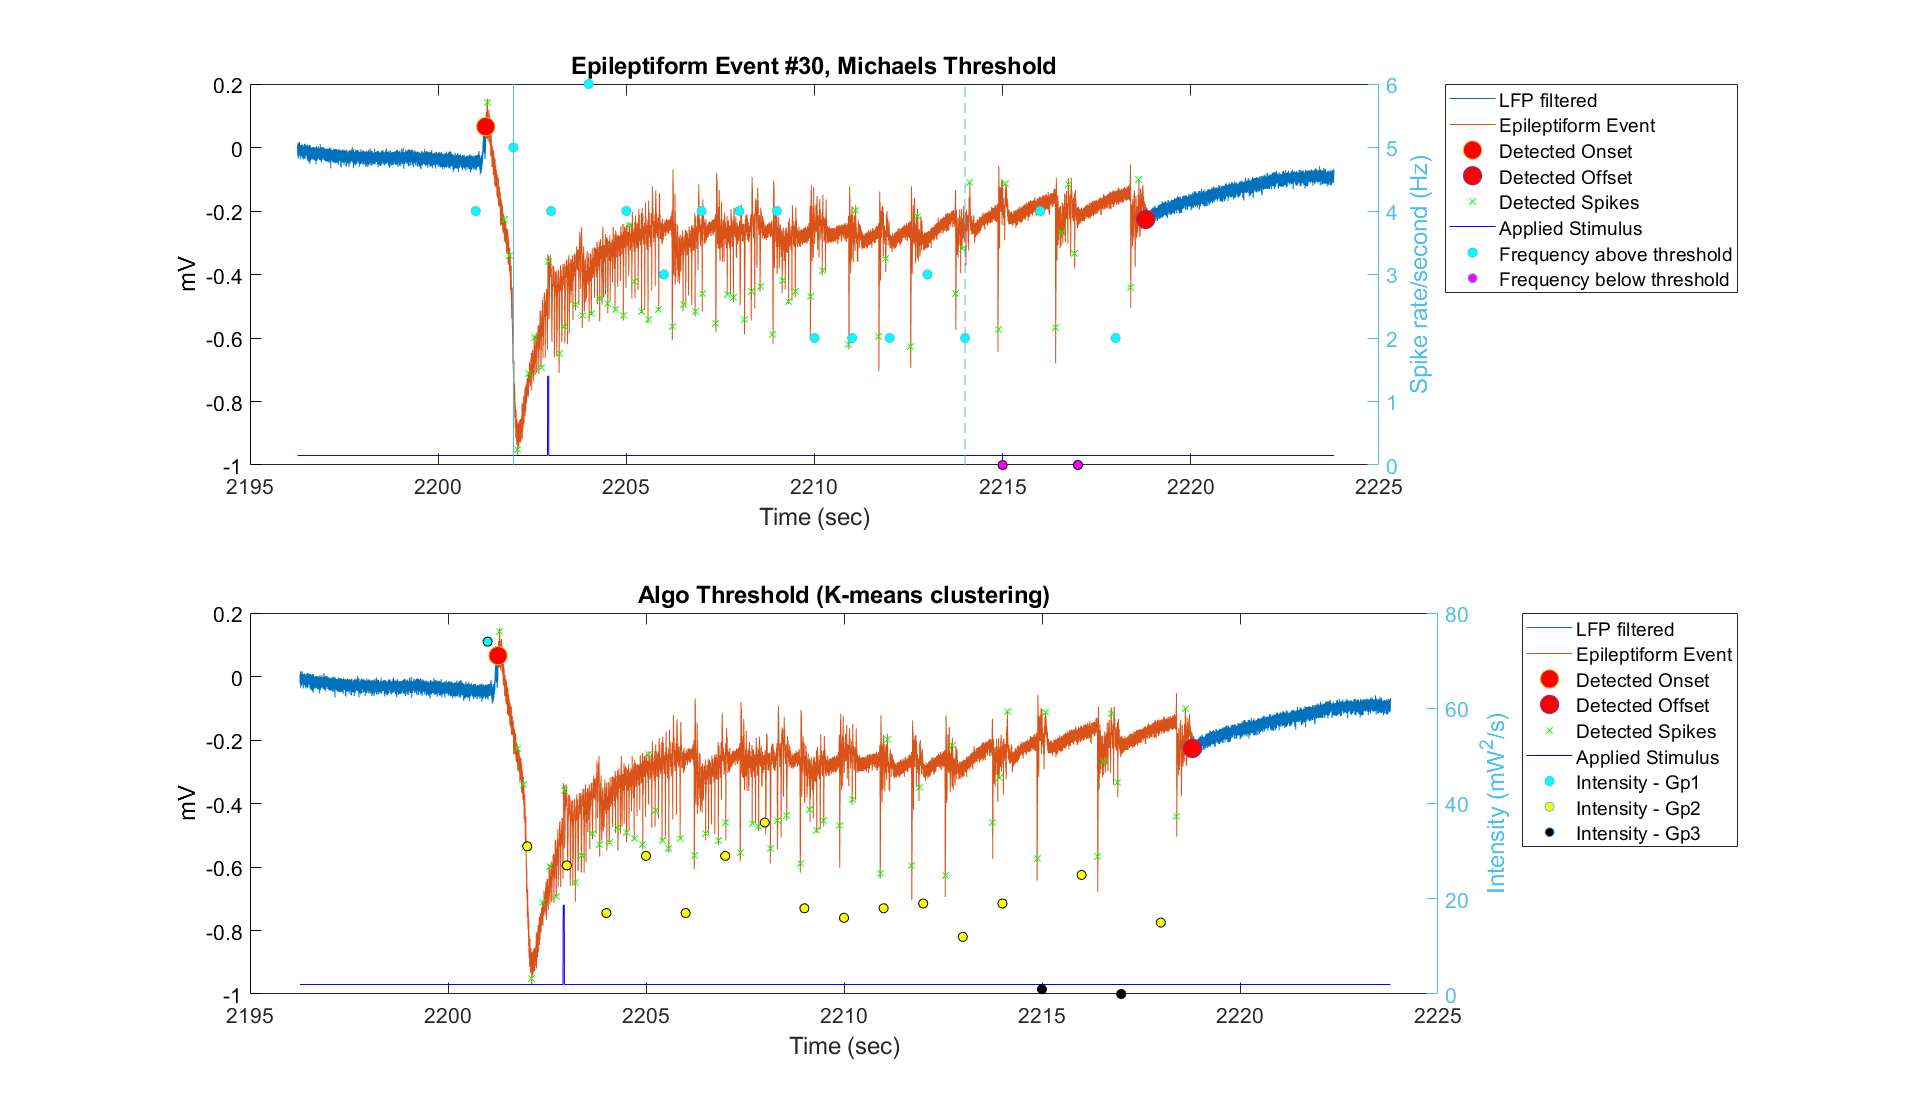 Epileptiform Event #30, Michaels Threshold
0.2
0
-0.2
-0.4
-0.6
-0.8
-1
mV
2195
2200
2205
2210
2215
2220
2225
Time (sec)
6
5
4
3
2
1
0
Spike rate/second (Hz)
LFP filtered
Epileptiform Event
Detected Onset
Detected Offset
Detected Spikes
Applied Stimulus
Frequency above threshold
Frequency below threshold
Algo Threshold (K-means clustering)
0.2
0
-0.2
-0.4
-0.6
-0.8
-1
mV
2195
2200
2205
2210
2215
2220
2225
Time (sec)
80
60
40
20
0
Intensity (mW²/s)
LFP filtered
Epileptiform Event
Detected Onset
Detected Offset
Detected Spikes
Applied Stimulus
Intensity - Gp1
Intensity - Gp2
Intensity - Gp3